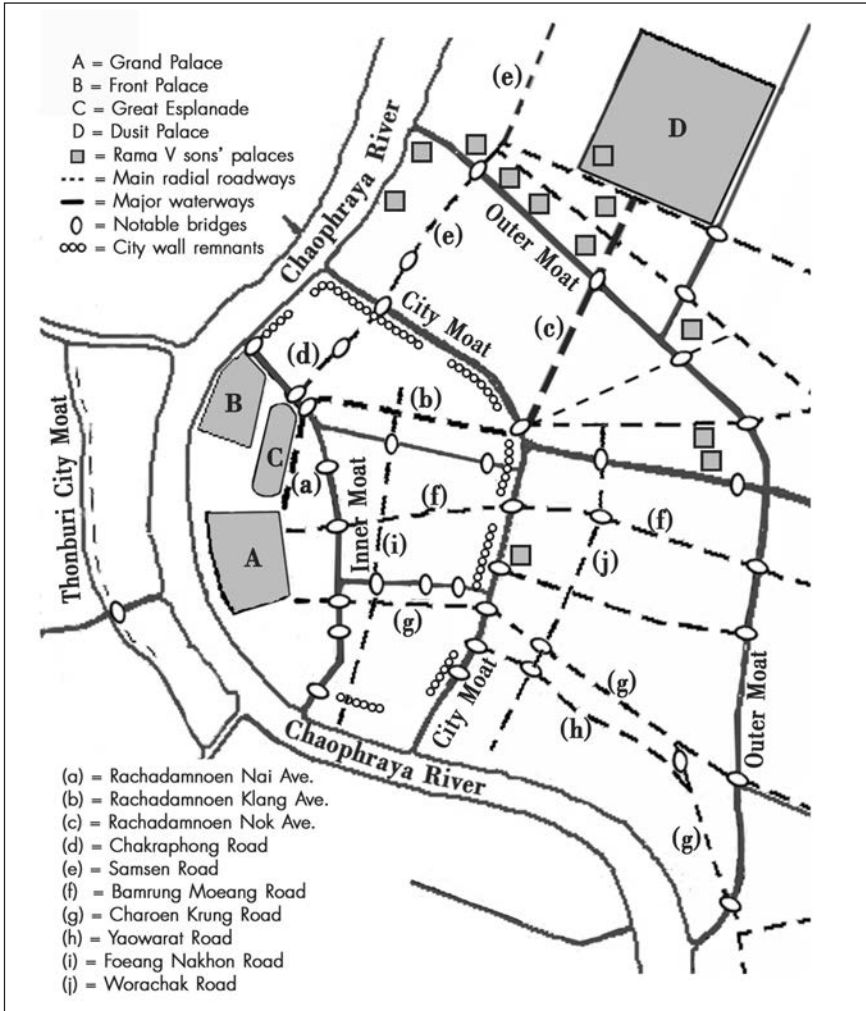 A = Grand Palace
B = Front Palace
C = Great Esplanade
D = Dusit Palace
= Rama V sons' palaces
= Main radial roadways
= Major waterways
= Notable bridges
= City wall remnants
Chaophraya River
(e)
D
(e)
Outer Moat
City Moat
(c)
(d)
(b)
B
C
(a)
Inner Moat
(f)
(f)
Thonburi City Moat
A
(i)
(j)
(g)
City Moat
(g)
(h)
Outer Moat
Chaophraya River
(g)
(a) = Rachadamnoen Nai Ave.
(b) = Rachadamnoen Klang Ave.
(c) = Rachadamnoen Nok Ave.
(d) = Chakraphong Road
(e) = Samsen Road
(f) = Bamrung Moeang Road
(g) = Charoen Krung Road
(h) = Yaowarat Road
(i) = Foeang Nakhon Road
(j) = Worachak Road